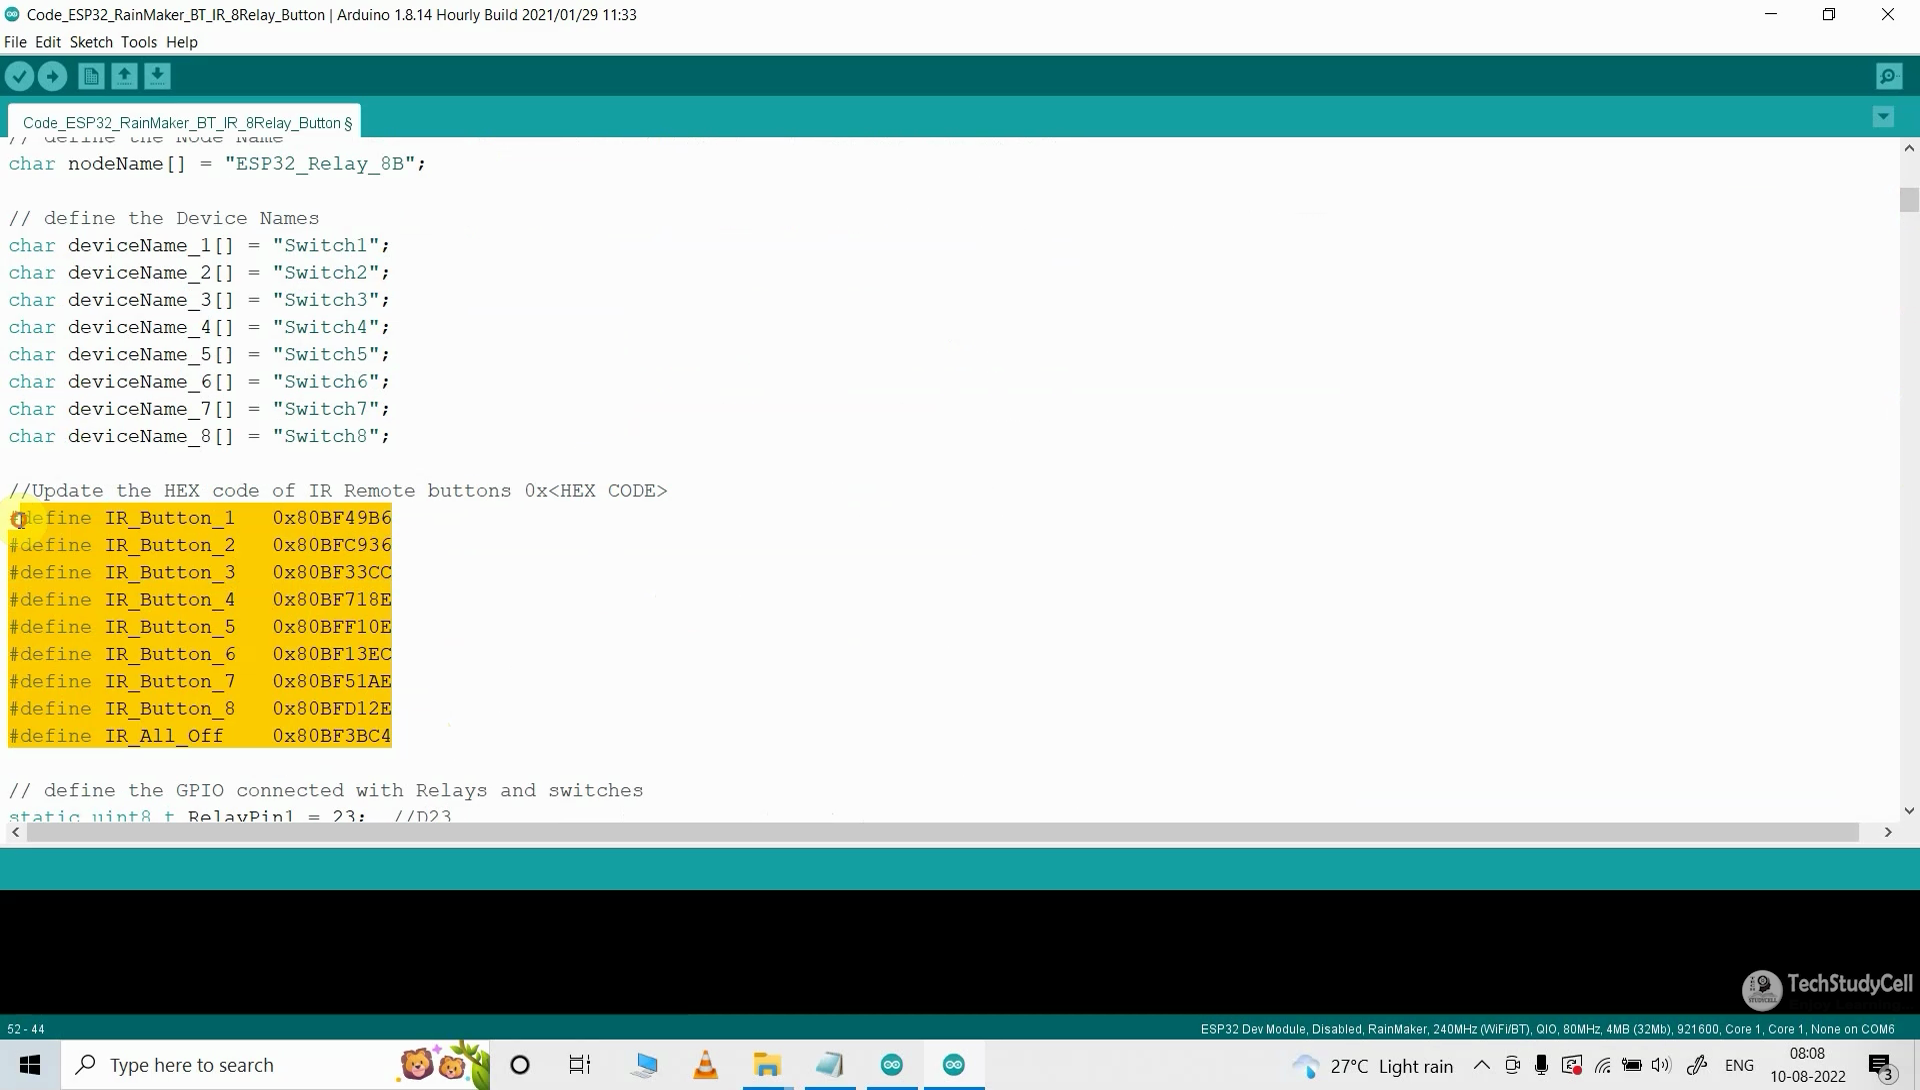 Code_ESP32_RainMaker_BT_IR_8Relay_Button | Arduino 1.8.14 Hourly Build 2021/01/29 11:33
File Edit Sketch Tools Help
Code_ESP32_RainMaker_BT_IR_8Relay_Button §
// define the Node Name
char nodeName[] = "ESP32_Relay_8B";
// define the Device Names
char deviceName_1[] = "Switch1";
char deviceName_2[] = "Switch2";
char deviceName_3[] = "Switch3";
char deviceName_4[] = "Switch4";
char deviceName_5[] = "Switch5";
char deviceName_6[] = "Switch6";
char deviceName_7[] = "Switch7";
char deviceName_8[] = "Switch8";
//Update the HEX code of IR Remote buttons 0x<HEX CODE>
#define IR_Button_1 0x80BF49B6
#define IR_Button_2 0x80BFC936
#define IR_Button_3 0x80BF33CC
#define IR_Button_4 0x80BF718E
#define IR_Button_5 0x80BFF10E
#define IR_Button_6 0x80BF13EC
#define IR_Button_7 0x80BF51AE
#define IR_Button_8 0x80BFD12E
#define IR_All_Off 0x80BF3BC4
// define the GPIO connected with Relays and switches
static uint8_t RelayPin1 = 23; //D23
TechStudyCell
52 - 44
ESP32 Dev Module, Disabled, RainMaker, 240MHz (WiFi/BT), QIO, 80MHz, 4MB (32Mb), 921600, Core 1, Core 1, None on COM6
Type here to search
27°C Light rain
ENG
08:08
10-08-2022
3